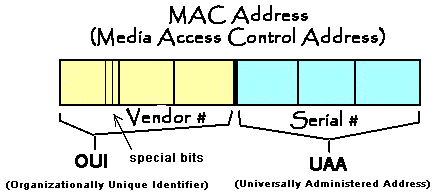 MAC Address
(Media Access Control Address)
Vendor #
Serial #
special bits
OUI
UAA
(Organizationally Unique Identifier)
(Universally Administered Address)